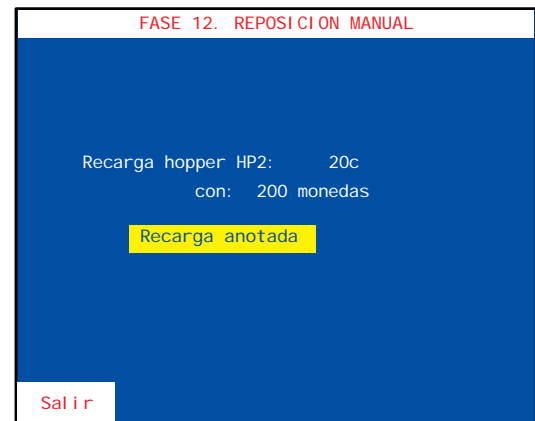 FASE 12. REPOSICION MANUAL
Recarga hopper HP2: 20c
con: 200 monedas
Recarga anotada
Salir